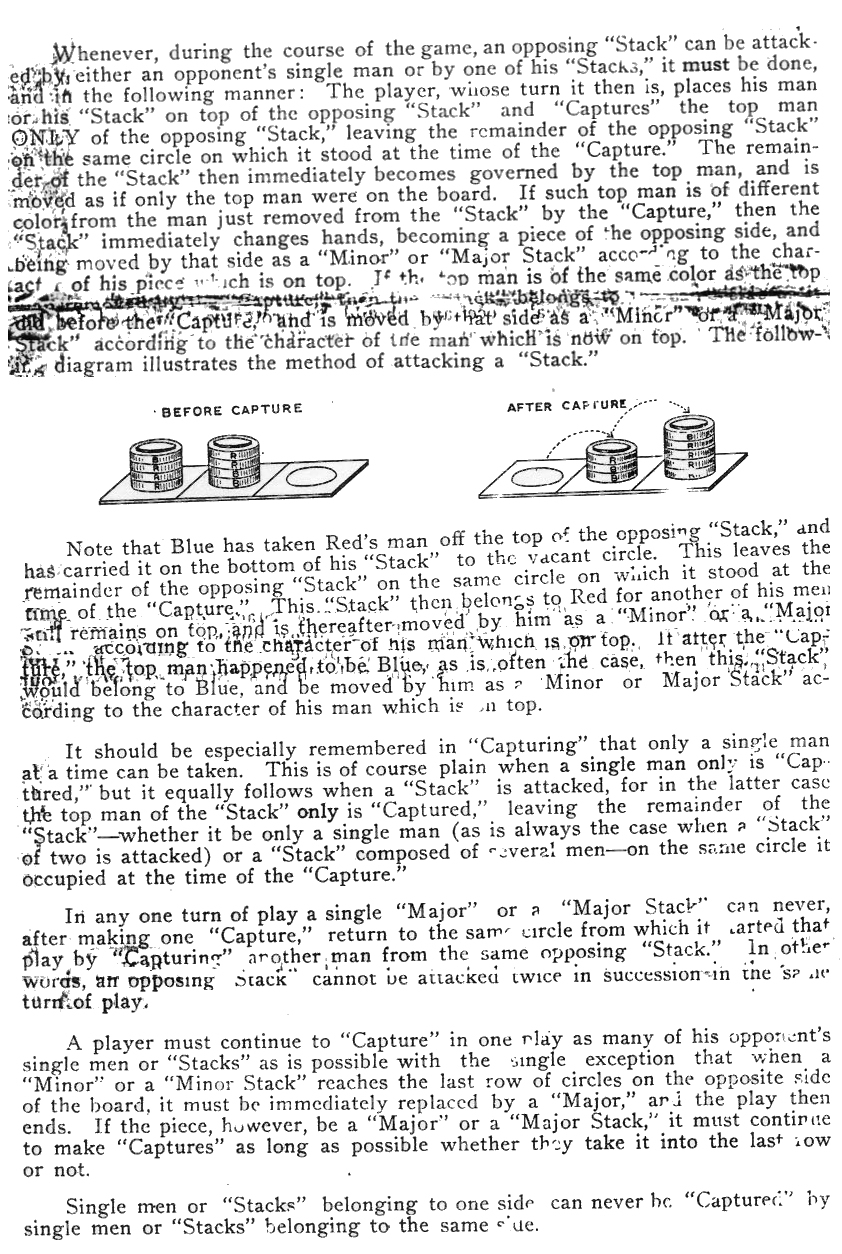 Whenever, during the course of the game, an opposing "Stack" can be attack-
ed by, either an opponent's single man or by one of his "Stacks," it must be done,
and in the following manner: The player, whose turn it then is, places his man
or his "Stack" on top of the opposing "Stack" and "Captures" the top man
ONLY of the opposing "Stack," leaving the remainder of the opposing "Stack"
on the same circle on which it stood at the time of the "Capture." The remain-
der of the "Stack" then immediately becomes governed by the top man, and is
moved as if only the top man were on the board. If such top man is of different
color from the man just removed from the "Stack" by the "Capture," then the
"Stack" immediately changes hands, becoming a piece of the opposing side, and
being moved by that side as a "Minor" or "Major Stack" according to the char-
act of his piece which is on top. If the top man is of the same color as the top
"Capture," then the belongs to
did before the "Capture," and is moved by that side as a "Minor" or a "Major
Stack" according to the character of the man which is now on top. The follow-
diagram illustrates the method of attacking a "Stack."
BEFORE CAPTURE
AFTER CAPTURE
B R
B R
Note that Blue has taken Red's man off the top of the opposing "Stack," and
has carried it on the bottom of his "Stack" to the vacant circle. This leaves the
remainder of the opposing "Stack" on the same circle on which it stood at the
time of the "Capture." This "Stack" then belongs to Red for another of his men
still remains on top, and is thereafter moved by him as a "Minor" or a "Major
according to the character of his man which is on top. It after the "Cap-
ture," the top man happened to be Blue, as is often the case, then this "Stack"
would belong to Blue, and be moved by him as a Minor or Major Stack" ac-
cording to the character of his man which is on top.
It should be especially remembered in "Capturing" that only a single man
at a time can be taken. This is of course plain when a single man only is "Cap-
tured," but it equally follows when a "Stack" is attacked, for in the latter case
the top man of the "Stack" only is "Captured," leaving the remainder of the
"Stack"—whether it be only a single man (as is always the case when a "Stack"
of two is attacked) or a "Stack" composed of several men—on the same circle it
occupied at the time of the "Capture."
In any one turn of play a single "Major" or a "Major Stack" can never,
after making one "Capture," return to the same circle from which it started that
play by "Capturing" another man from the same opposing "Stack." In other
words, an opposing Stack" cannot be attacked twice in succession in the same
turn of play.
A player must continue to "Capture" in one play as many of his opponent's
single men or "Stacks" as is possible with the single exception that when a
"Minor" or a "Minor Stack" reaches the last row of circles on the opposite side
of the board, it must be immediately replaced by a "Major," and the play then
ends. If the piece, however, be a "Major" or a "Major Stack," it must continue
to make "Captures" as long as possible whether they take it into the last row
or not.
Single men or "Stacks" belonging to one side can never be "Captured" by
single men or "Stacks" belonging to the same side.